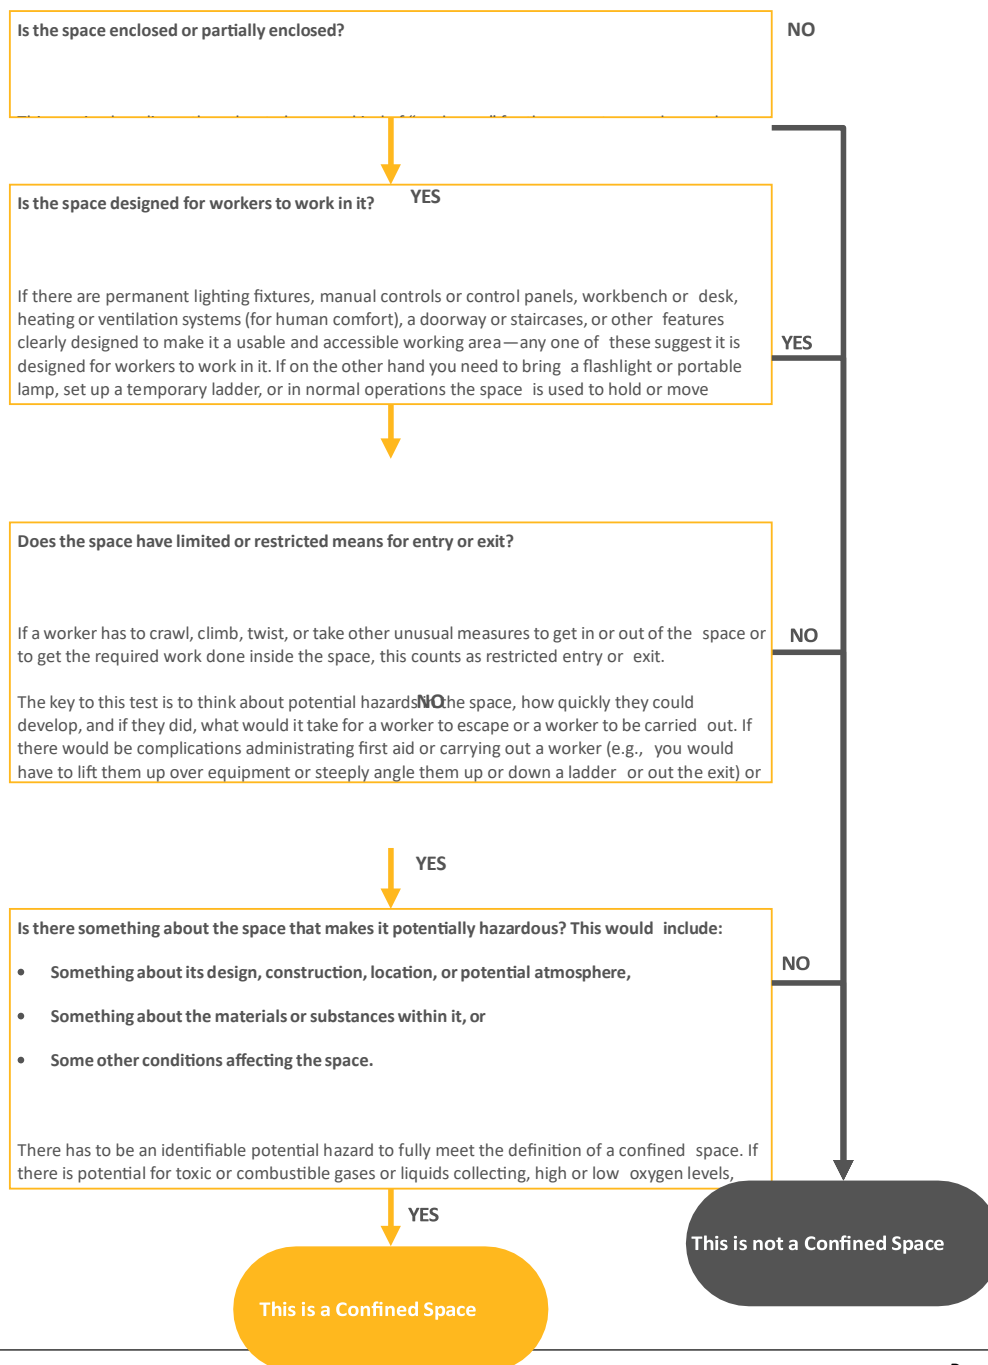 Is the space enclosed or partially enclosed?
NO
YES
Is the space designed for workers to work in it?
If there are permanent lighting fixtures, manual controls or control panels, workbench or desk,
heating or ventilation systems (for human comfort), a doorway or staircases, or other features
clearly designed to make it a usable and accessible working area—any one of these suggest it is
designed for workers to work in it. If on the other hand you need to bring a flashlight or portable
lamp, set up a temporary ladder, or in normal operations the space is used to hold or move
YES
Does the space have limited or restricted means for entry or exit?
If a worker has to crawl, climb, twist, or take other unusual measures to get in or out of the space or
to get the required work done inside the space, this counts as restricted entry or exit.
NO
The key to this test is to think about potential hazards in the space, how quickly they could
NO
develop, and if they did, what would it take for a worker to escape or a worker to be carried out. If
there would be complications administrating first aid or carrying out a worker (e.g., you would
have to lift them up over equipment or steeply angle them up or down a ladder or out the exit) or
YES
Is there something about the space that makes it potentially hazardous? This would include:
• Something about its design, construction, location, or potential atmosphere,
• Something about the materials or substances within it, or
• Some other conditions affecting the space.
NO
There has to be an identifiable potential hazard to fully meet the definition of a confined space. If
there is potential for toxic or combustible gases or liquids collecting, high or low oxygen levels,
YES
This is not a Confined Space
This is a Confined Space